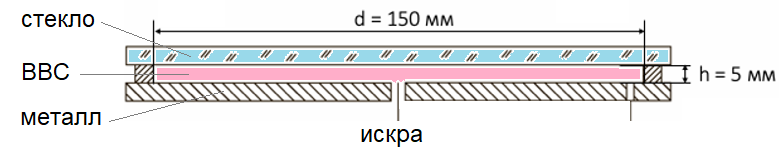 стекло
d = 150 мм
ВВС
h = 5 мм
металл
искра